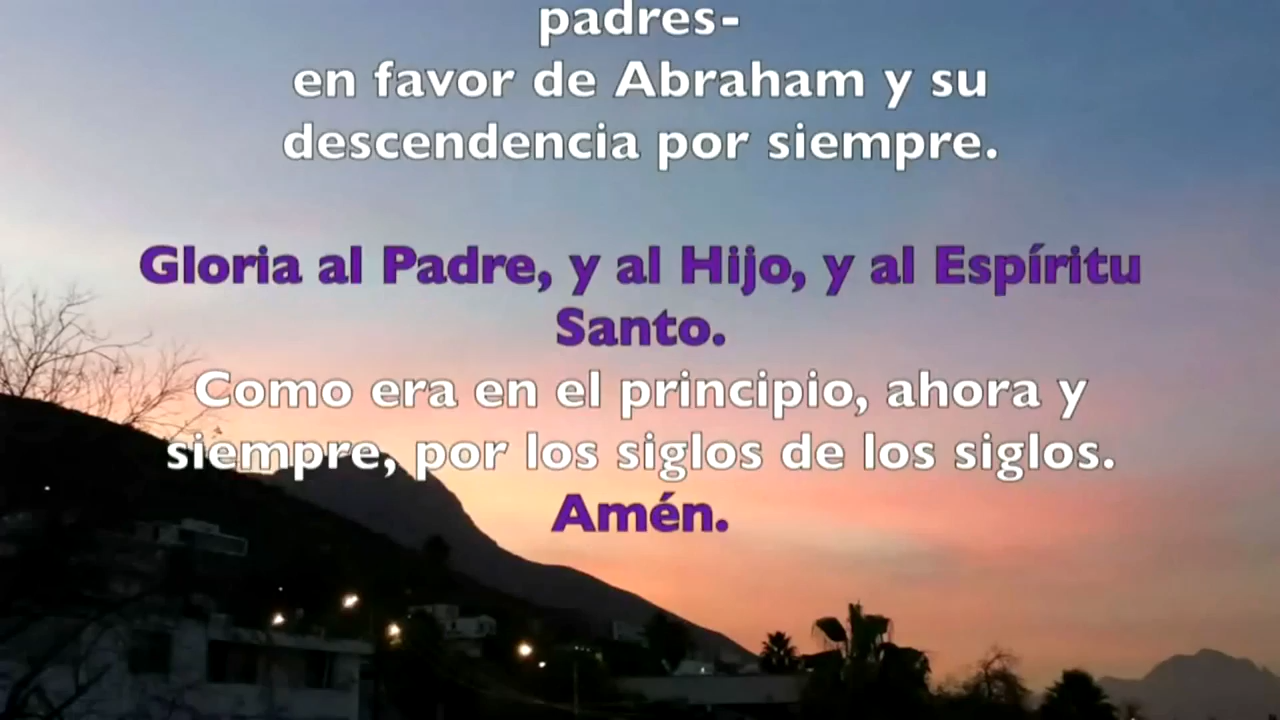 padres-
en favor de Abraham y su
descendencia por siempre.
Gloria al Padre, y al Hijo, y al Espíritu
Santo.
Como era en el principio, ahora y
siempre, por los siglos de los siglos.
Amén.